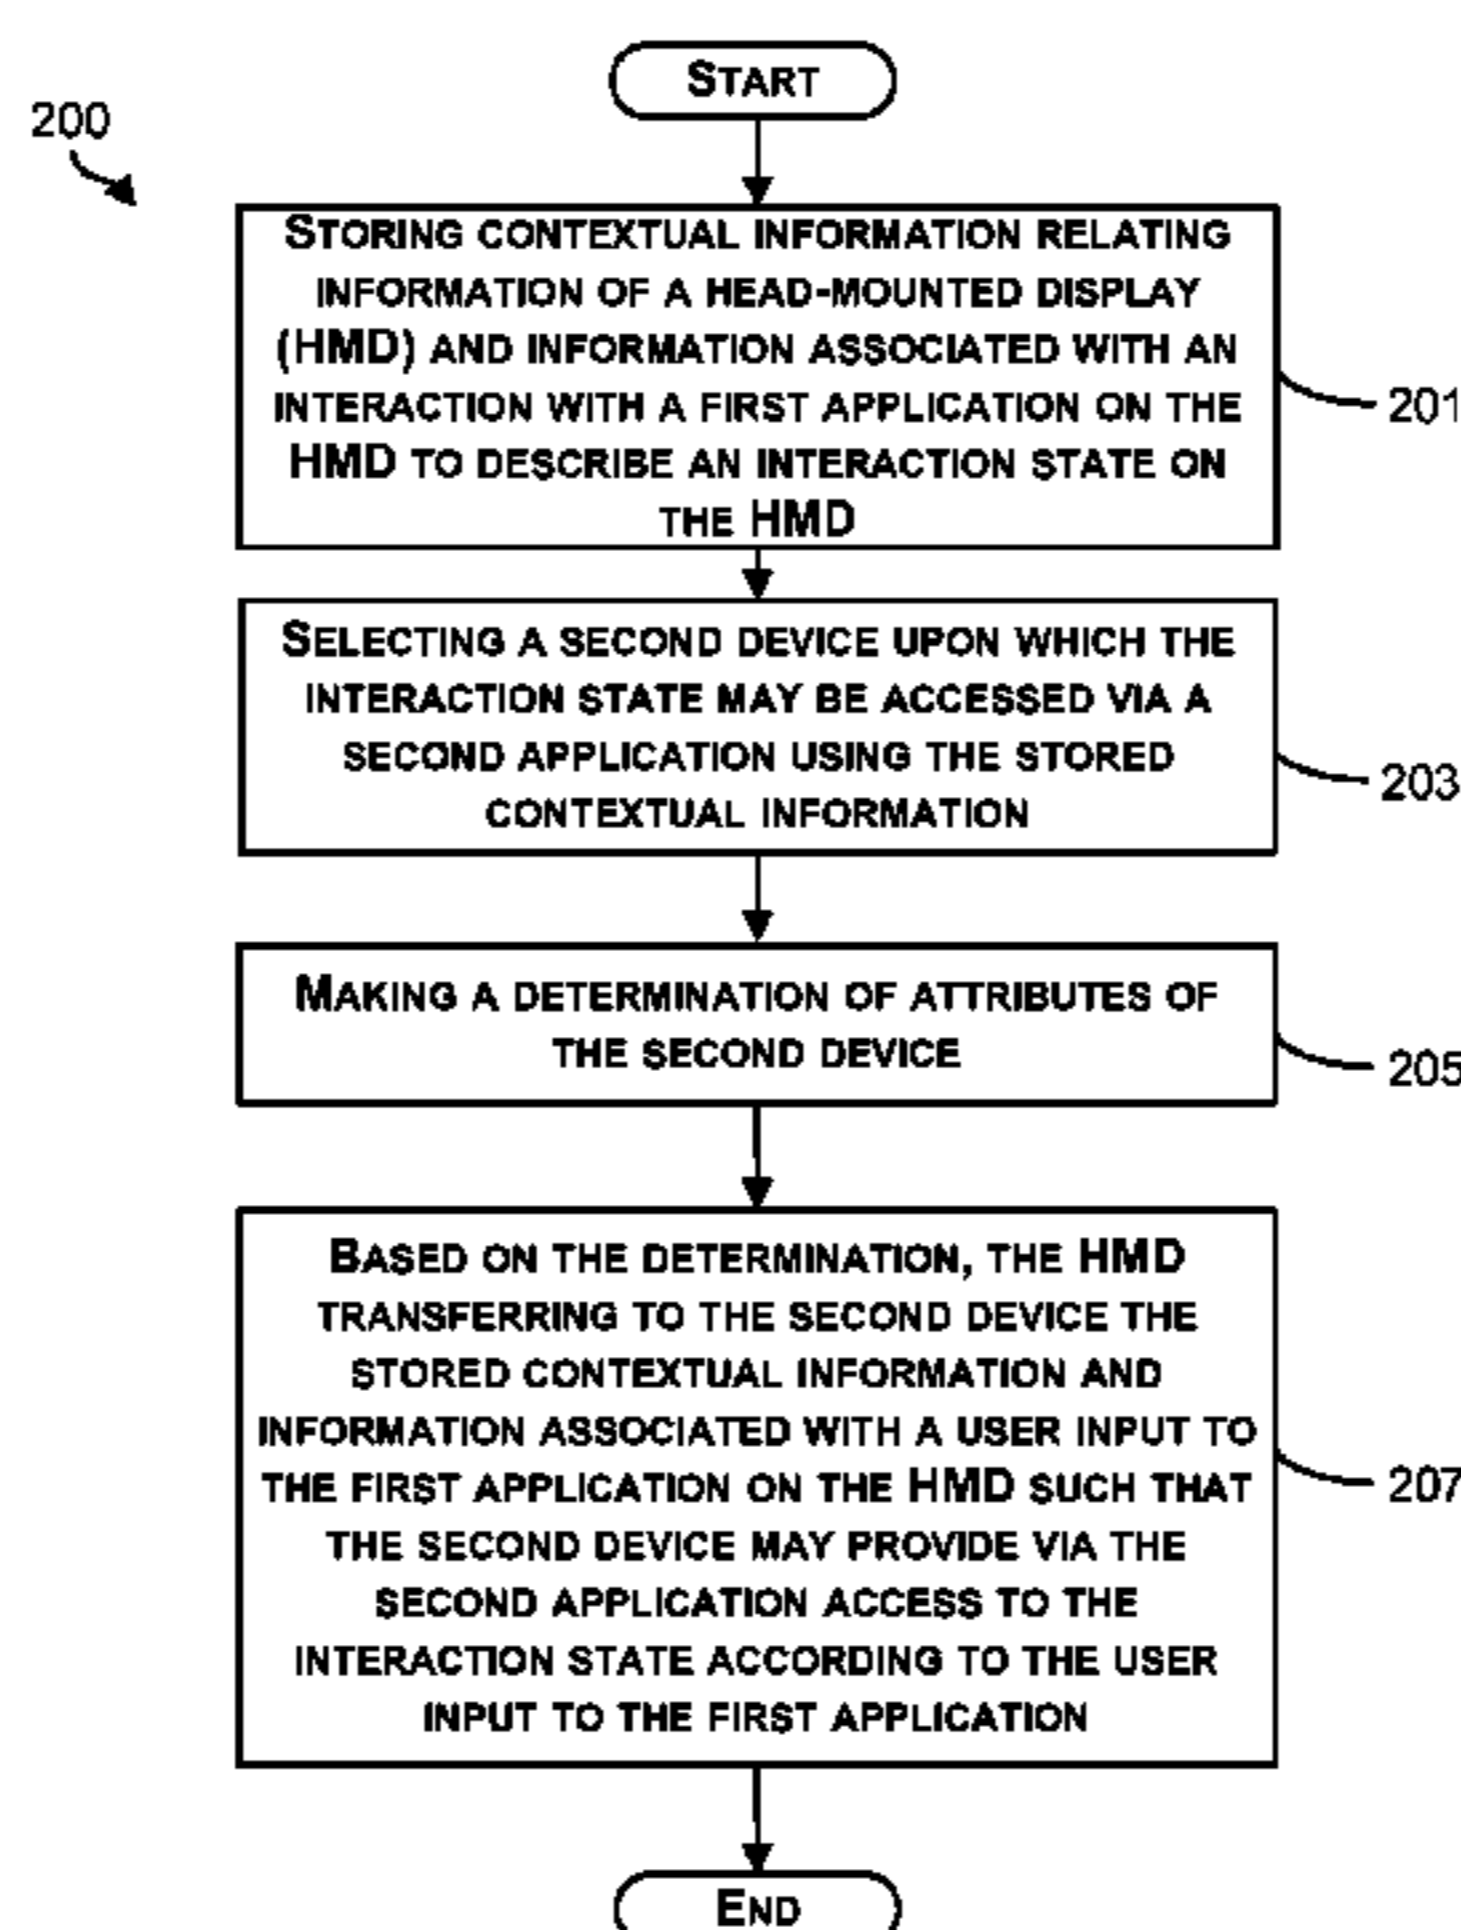 START
200
STORING CONTEXTUAL INFORMATION RELATING
INFORMATION OF A HEAD-MOUNTED DISPLAY
(HMD) AND INFORMATION ASSOCIATED WITH AN
INTERACTION WITH A FIRST APPLICATION ON THE
HMD TO DESCRIBE AN INTERACTION STATE ON
THE HMD
201
SELECTING A SECOND DEVICE UPON WHICH THE
INTERACTION STATE MAY BE ACCESSED VIA A
SECOND APPLICATION USING THE STORED
CONTEXTUAL INFORMATION
203
MAKING A DETERMINATION OF ATTRIBUTES OF
THE SECOND DEVICE
205
BASED ON THE DETERMINATION, THE HMD
TRANSFERRING TO THE SECOND DEVICE THE
STORED CONTEXTUAL INFORMATION AND
INFORMATION ASSOCIATED WITH A USER INPUT TO
THE FIRST APPLICATION ON THE HMD SUCH THAT
THE SECOND DEVICE MAY PROVIDE VIA THE
SECOND APPLICATION ACCESS TO THE
INTERACTION STATE ACCORDING TO THE USER
INPUT TO THE FIRST APPLICATION
207
END